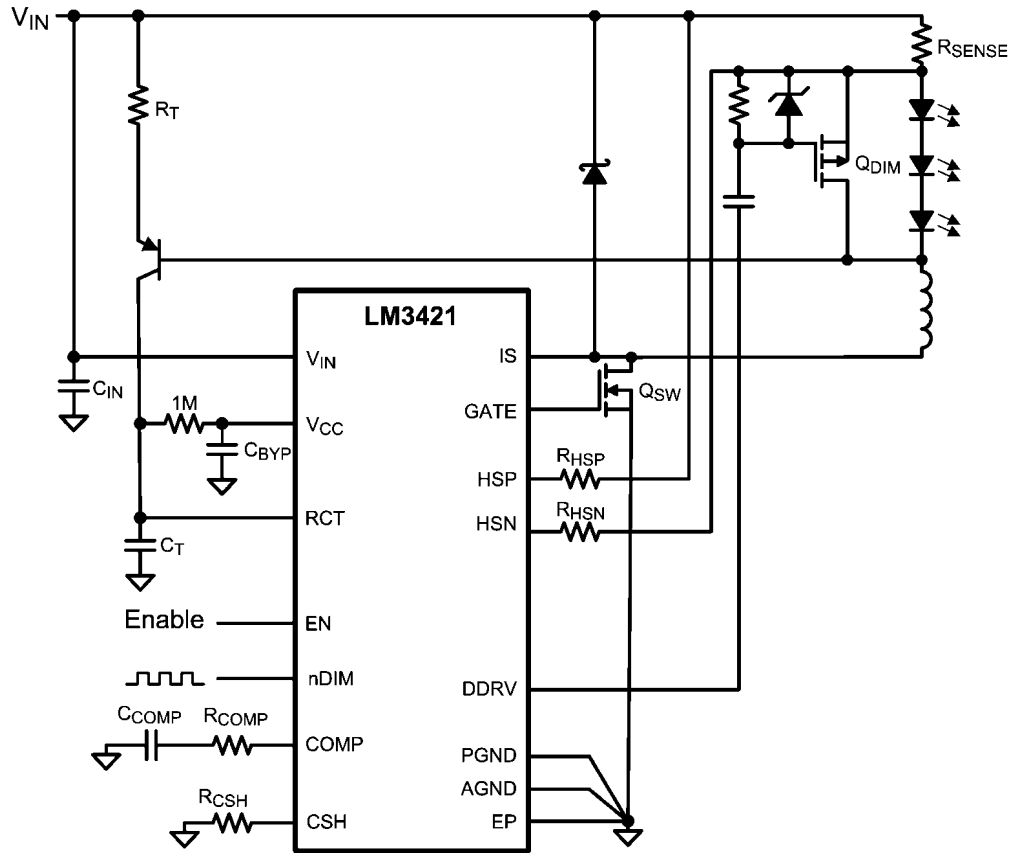 VIN
RSENSE
RT
QDIM
LM3421
VIN
IS
CIN
QSW
1M
GATE
VCC
CBYP
RHSP
HSP
RHSN
HSN
RCT
CT
Enable
EN
nDIM
DDRV
CCOMP
RCOMP
COMP
PGND
AGND
RCSH
CSH
EP